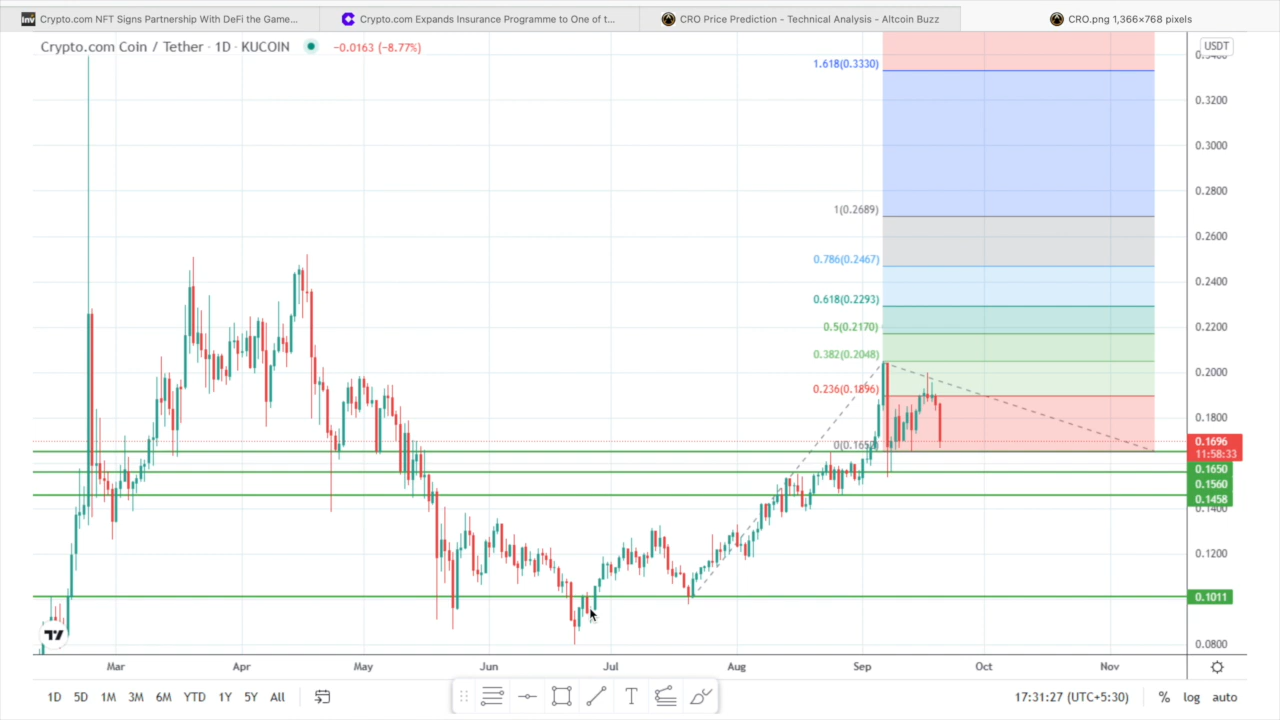 Crypto.com NFT Signs Partnership With DeFi the Game...
Crypto.com Expands Insurance Programme to One of t...
CRO Price Prediction - Technical Analysis - Altcoin Buzz
CRO.png 1,366×768 pixels
Crypto.com Coin / Tether · 1D · KUCOIN
−0.0163 (−8.77%)
USDT
1.618(0.3330)
0.3200
0.3000
0.2800
1(0.2689)
0.2600
0.786(0.2467)
0.2400
0.618(0.2293)
0.5(0.2170)
0.2200
0.382(0.2048)
0.2000
0.236(0.1896)
0.1800
0.1696
11:58:33
0.1650
0.1560
0.1458
0.1400
0.1200
0.1011
0.0800
Mar Apr May Jun Jul Aug Sep Oct Nov
1D 5D 1M 3M 6M YTD 1Y 5Y All
T
17:31:27 (UTC+5:30)
% log auto